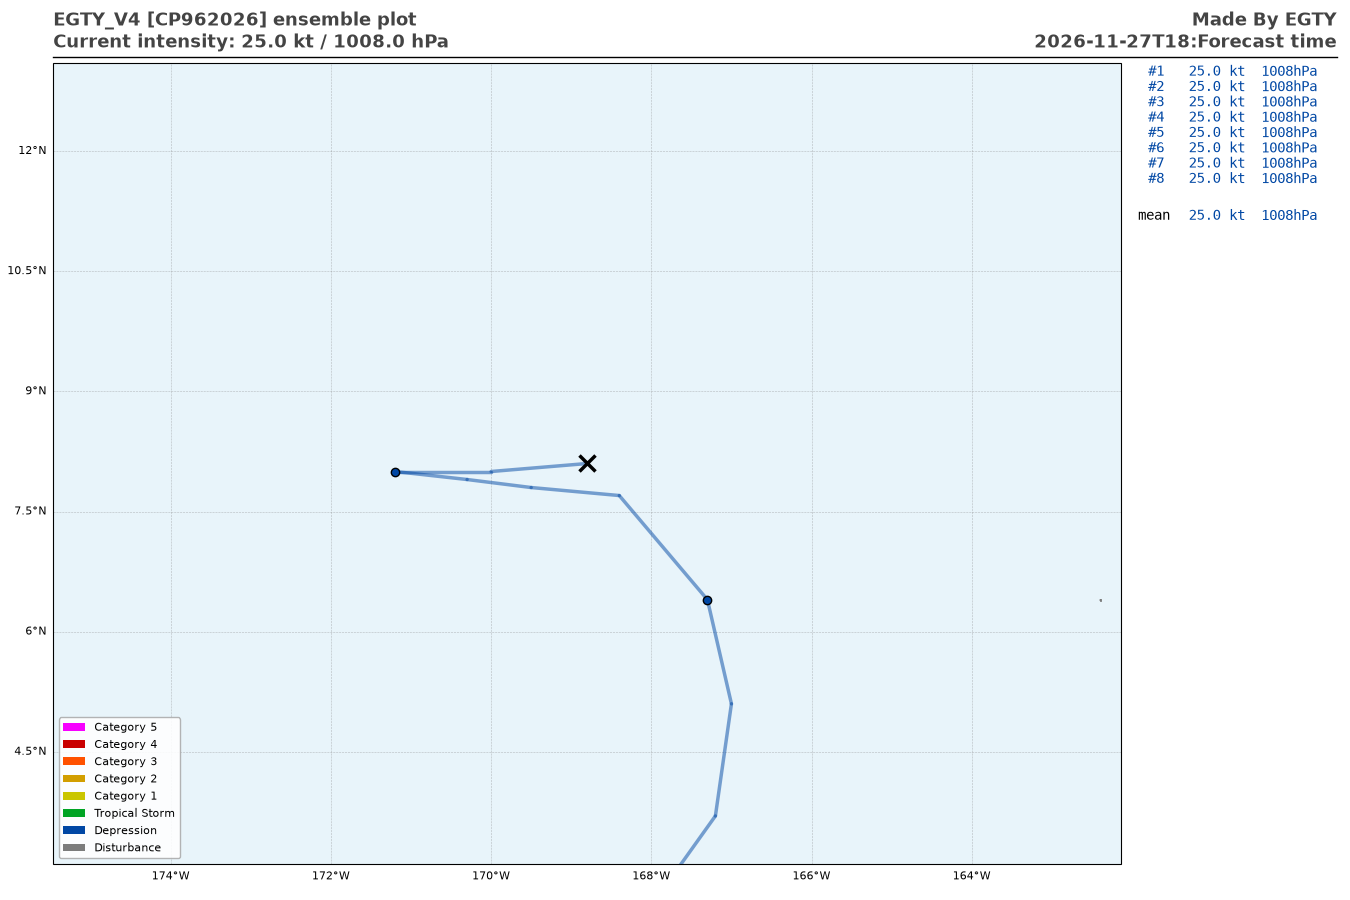 EGTY_V4 [CP962026] ensemble plot
Current intensity: 25.0 kt / 1008.0 hPa
Made By EGTY
2026-11-27T18:Forecast time
#1 25.0 kt 1008hPa
#2 25.0 kt 1008hPa
#3 25.0 kt 1008hPa
#4 25.0 kt 1008hPa
#5 25.0 kt 1008hPa
#6 25.0 kt 1008hPa
#7 25.0 kt 1008hPa
#8 25.0 kt 1008hPa
mean 25.0 kt 1008hPa
12°N
10.5°N
9°N
7.5°N
6°N
4.5°N
Category 5
Category 4
Category 3
Category 2
Category 1
Tropical Storm
Depression
Disturbance
174°W 172°W 170°W 168°W 166°W 164°W